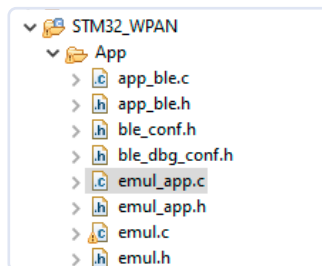 STM32_WPAN
App
app_ble.c
app_ble.h
ble_conf.h
ble_dbg_conf.h
emul_app.c
emul_app.h
emul.c
emul.h